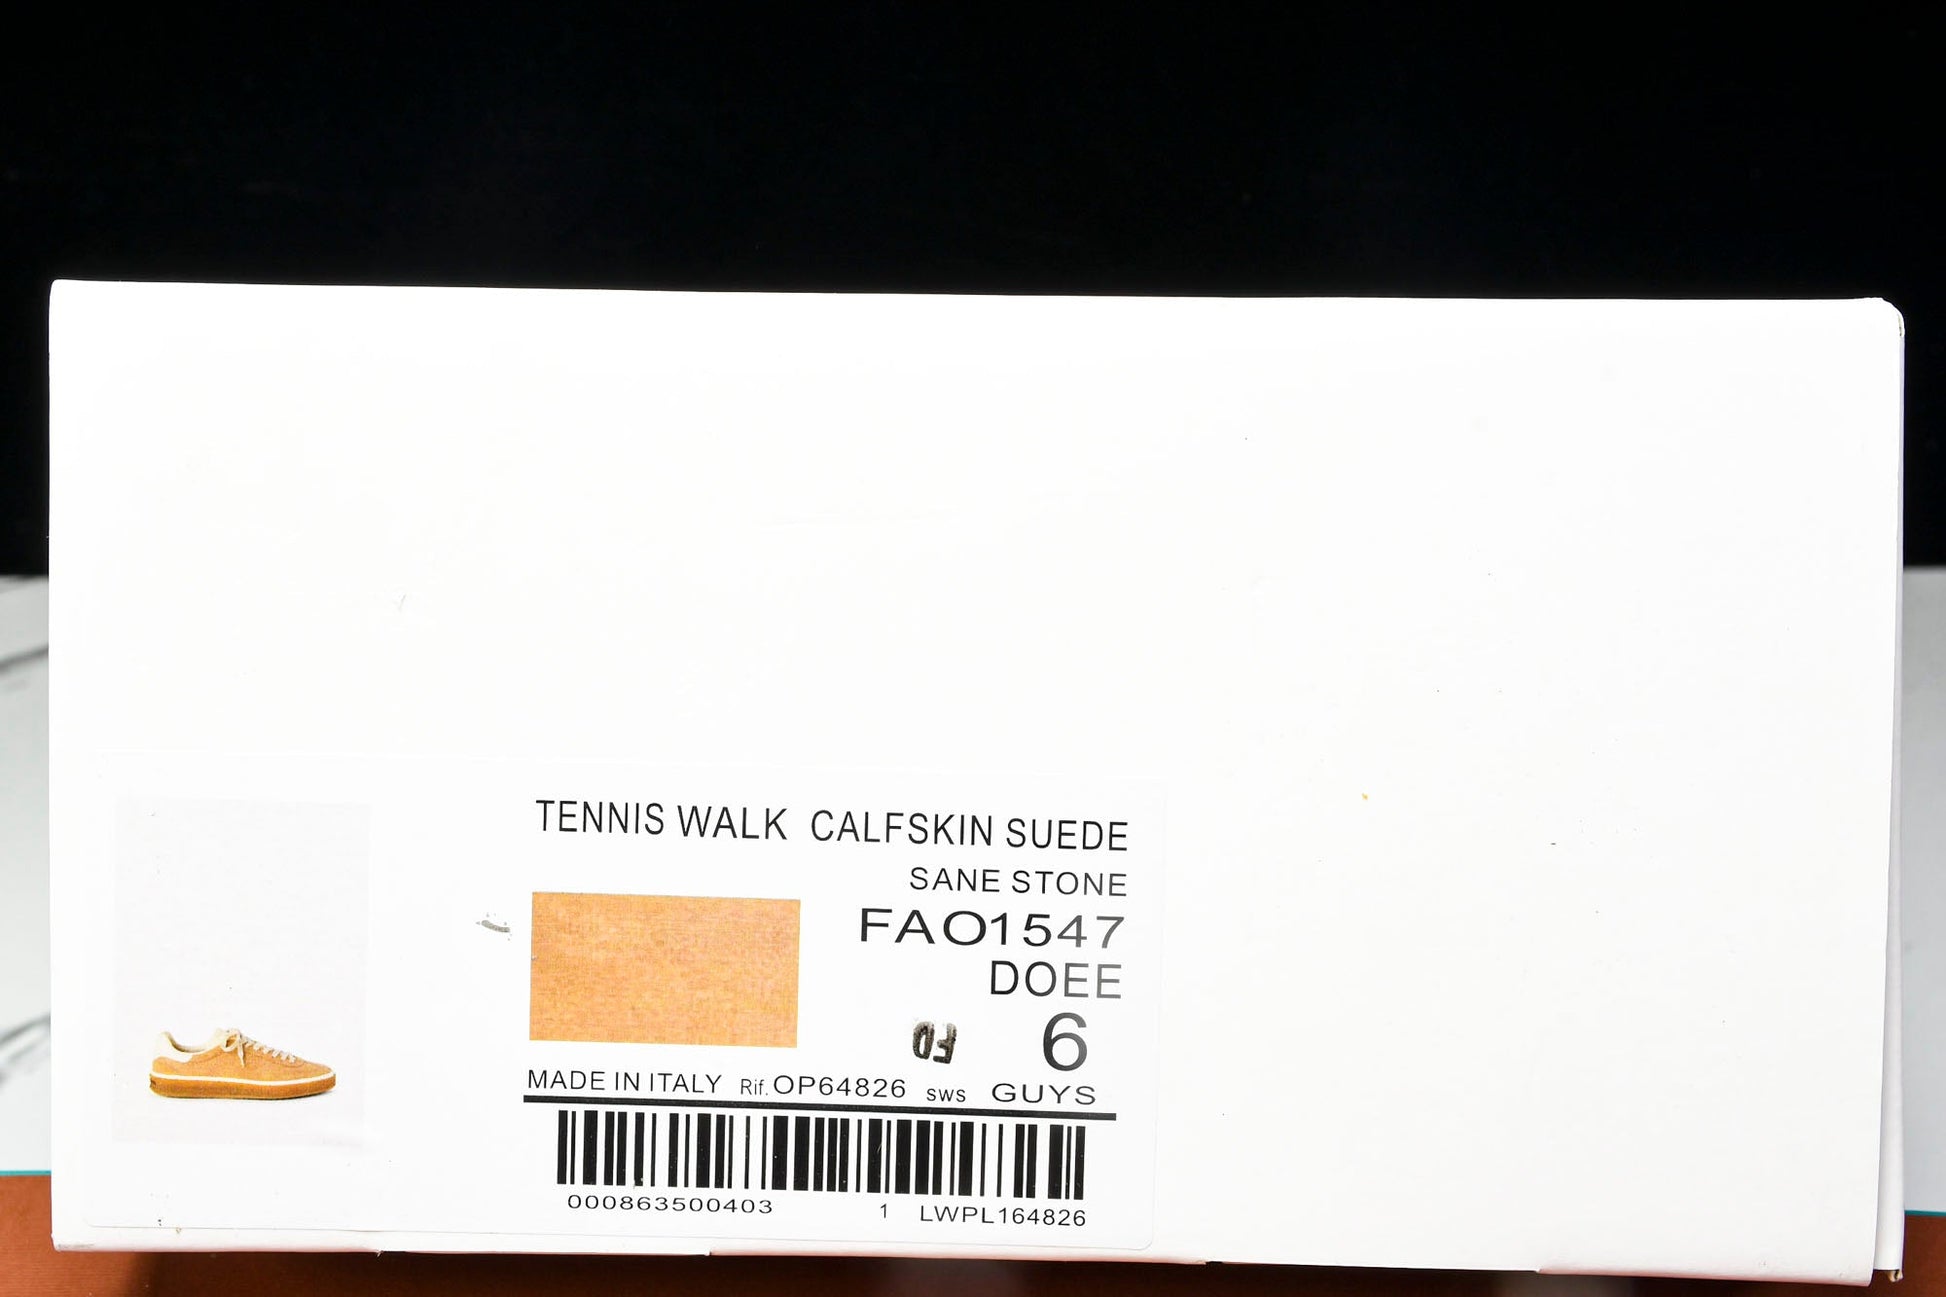 TENNIS WALK CALFSKIN SUEDE
SANE STONE
FAO1547
DOEE
FD
6
MADE IN ITALY Rif. OP64826 sws GUYS
000863500403 1 LWPL164826